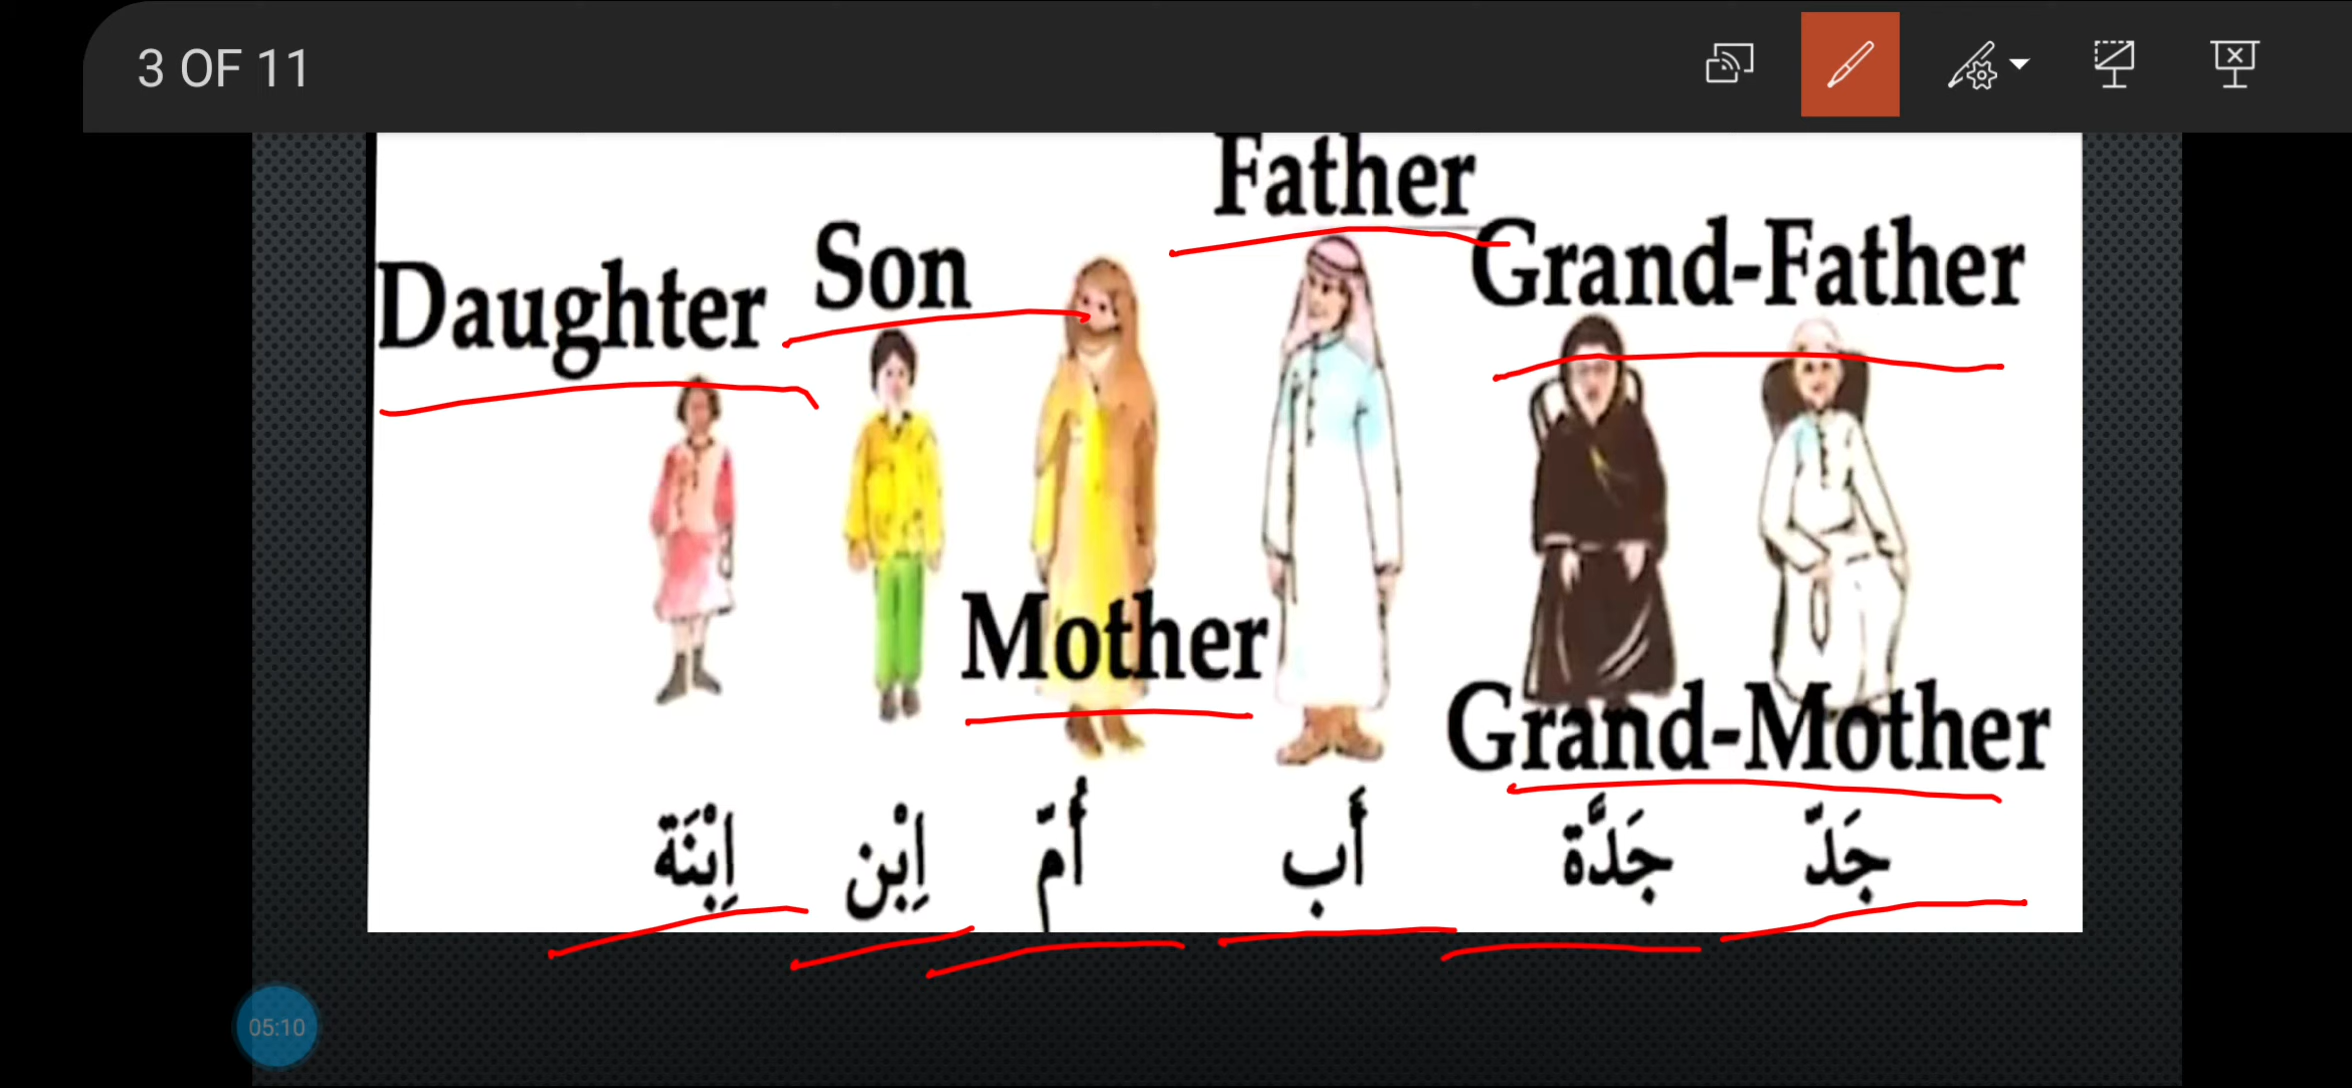 3 OF 11
Father
Son
Grand-Father
Daughter
Mother
Grand-Mother
جَدّ جَدَّة أَب أُمّ اِبْن اِبْنَة
05:10